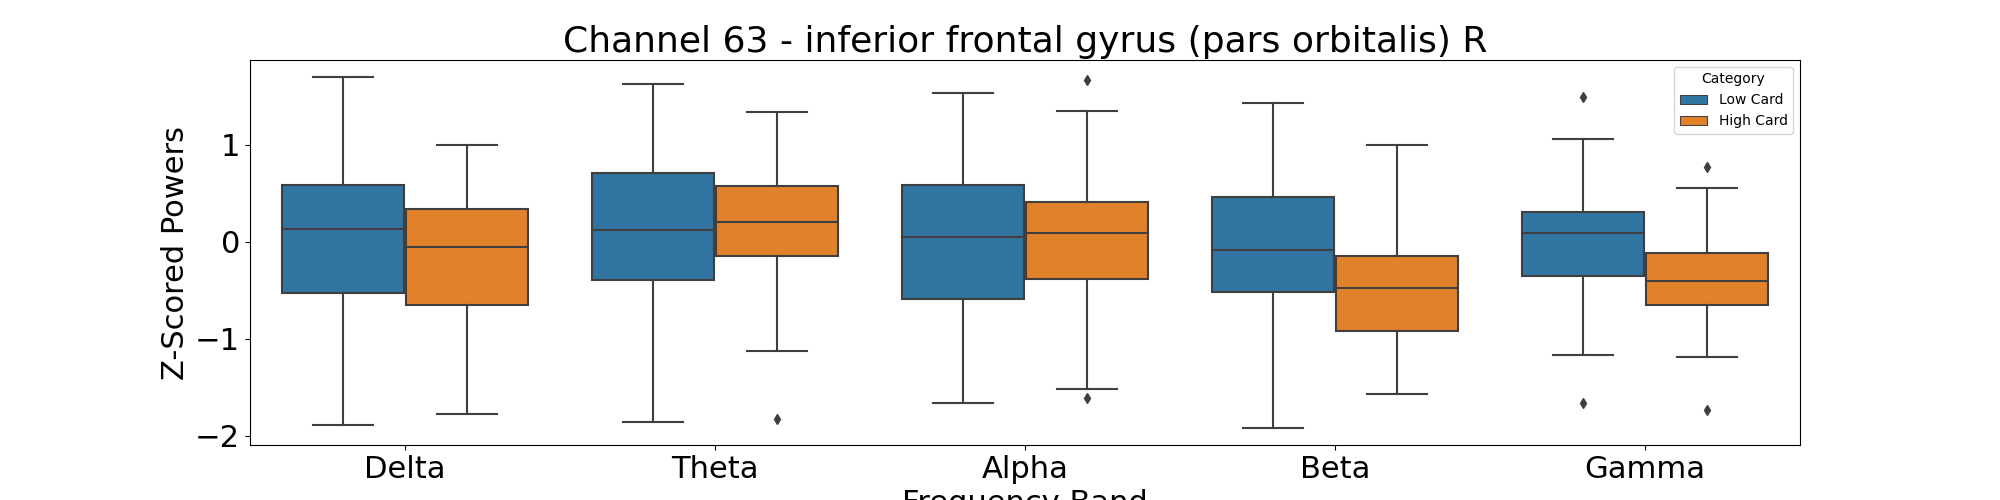 Channel 63 - inferior frontal gyrus (pars orbitalis) R
Category
Low Card
High Card
Z-Scored Powers
1
0
−1
−2
Delta Theta Alpha Beta Gamma
Frequency Band